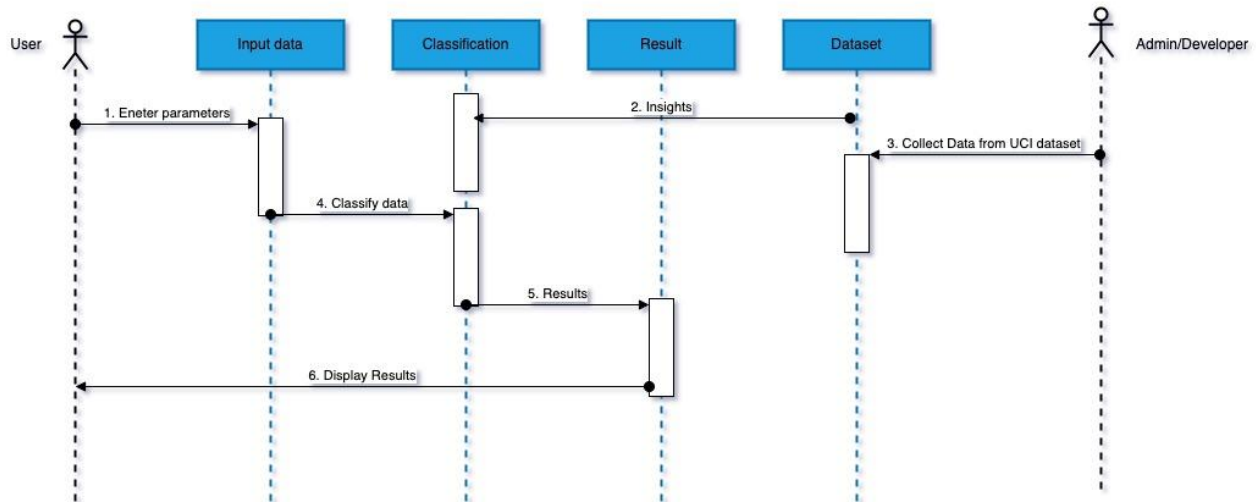 User
Input data
Classification
Result
Dataset
Admin/Developer
1. Eneter parameters
2. Insights
3. Collect Data from UCI dataset
4. Classify data
5. Results
6. Display Results